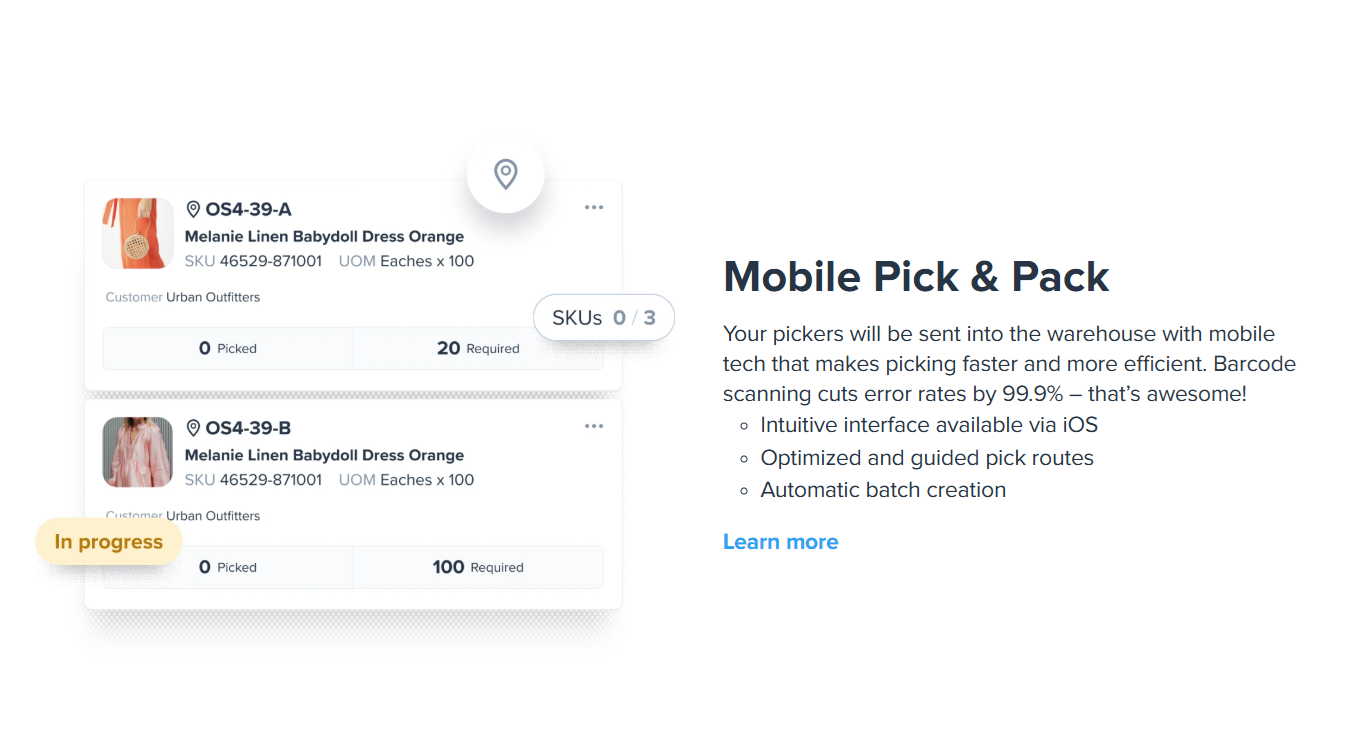 OS4-39-A
Melanie Linen Babydoll Dress Orange
SKU 46529-871001 UOM Eaches x 100
Customer Urban Outfitters
SKUs 0 / 3
0 Picked 20 Required
OS4-39-B
Melanie Linen Babydoll Dress Orange
SKU 46529-871001 UOM Eaches x 100
Customer Urban Outfitters
In progress
0 Picked 100 Required
Mobile Pick & Pack
Your pickers will be sent into the warehouse with mobile
tech that makes picking faster and more efficient. Barcode
scanning cuts error rates by 99.9% – that’s awesome!
Intuitive interface available via iOS
Optimized and guided pick routes
Automatic batch creation
Learn more